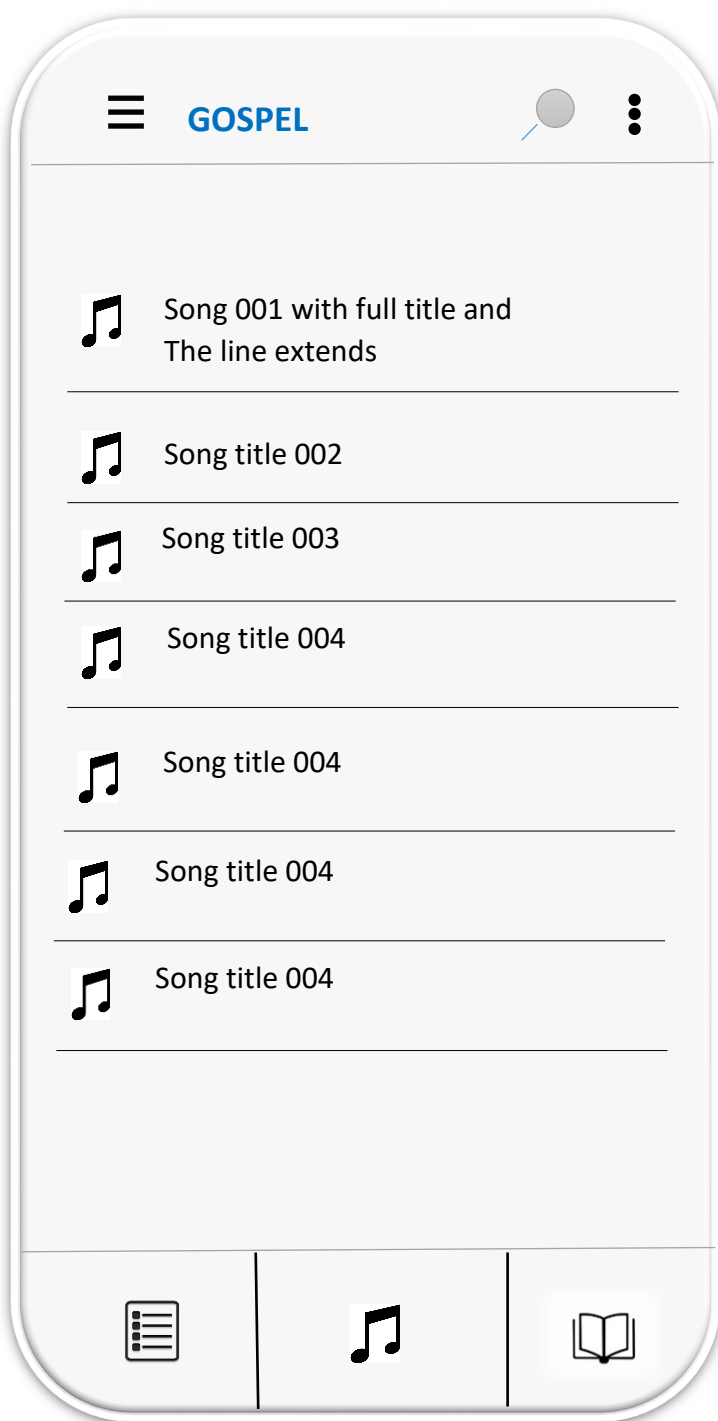 GOSPEL
Song 001 with full title and
The line extends
Song title 002
Song title 003
Song title 004
Song title 004
Song title 004
Song title 004